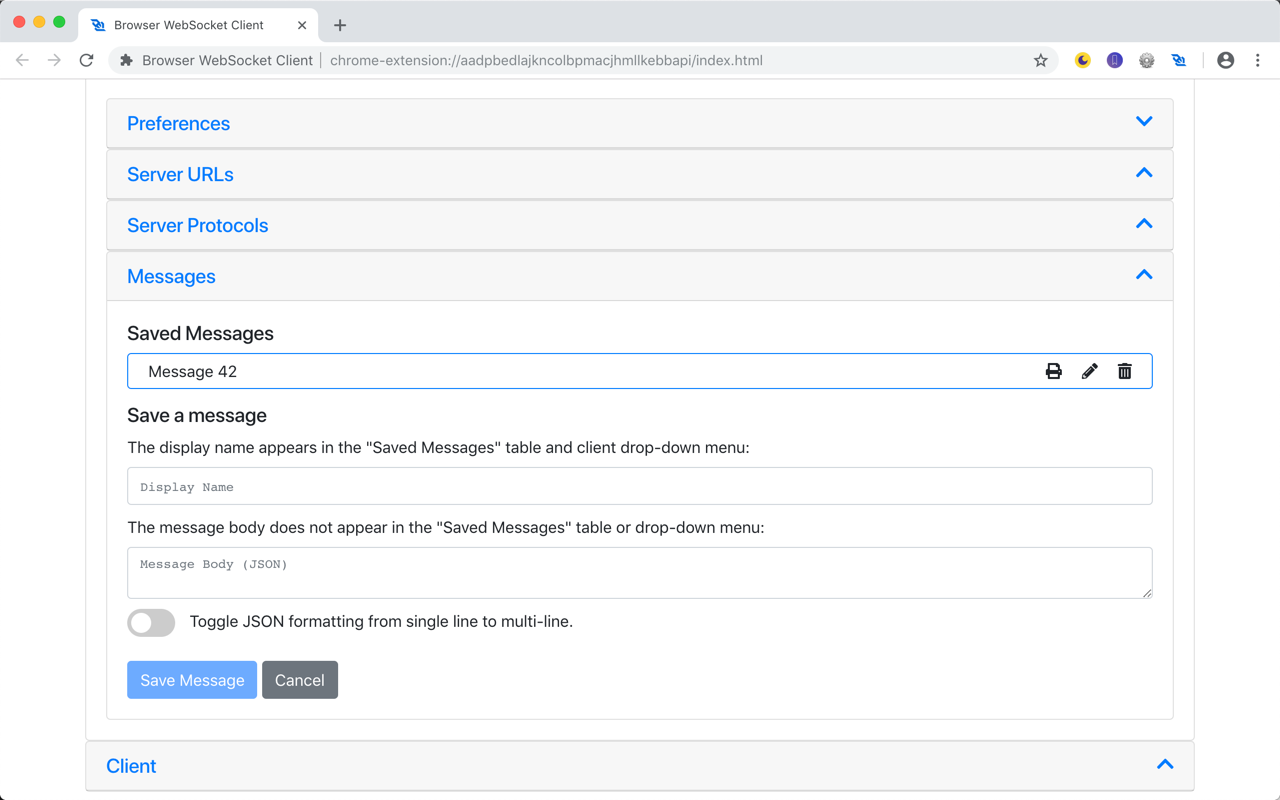 Browser WebSocket Client
Browser WebSocket Client | chrome-extension://aadpbedlajkncolbpmacjhmllkebbapi/index.html
Preferences
Server URLs
Server Protocols
Messages
Saved Messages
Message 42
Save a message
The display name appears in the "Saved Messages" table and client drop-down menu:
Display Name
The message body does not appear in the "Saved Messages" table or drop-down menu:
Message Body (JSON)
Toggle JSON formatting from single line to multi-line.
Save Message Cancel
Client